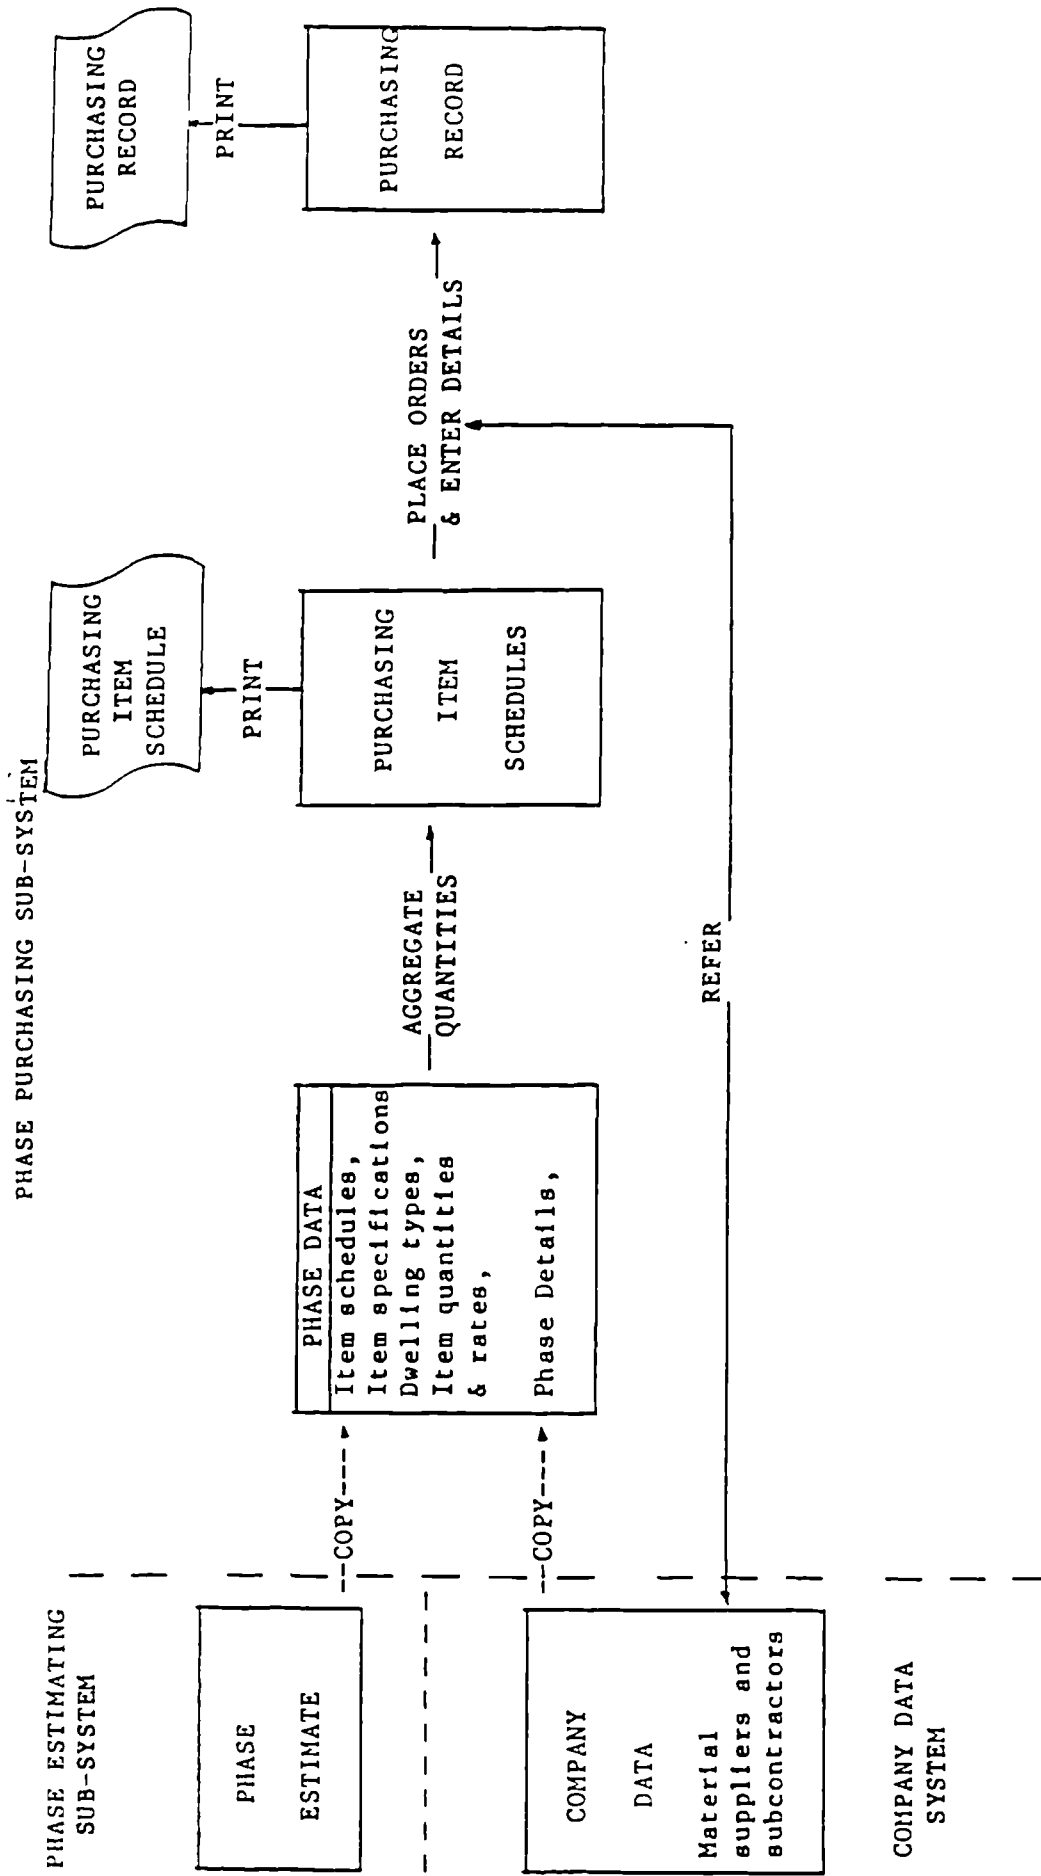 PHASE PURCHASING SUB-SYSTEM
PHASE ESTIMATING
SUB-SYSTEM
PHASE
ESTIMATE
COMPANY
DATA
Material
suppliers and
subcontractors
COMPANY DATA
SYSTEM
COPY
COPY
PHASE DATA
Item schedules,
Item specifications
Dwelling types,
Item quantities
& rates,
Phase Details,
AGGREGATE
QUANTITIES
PURCHASING
ITEM
SCHEDULE
PRINT
PURCHASING
ITEM
SCHEDULES
PLACE ORDERS
& ENTER DETAILS
REFER
PURCHASING
RECORD
PRINT
PURCHASING
RECORD